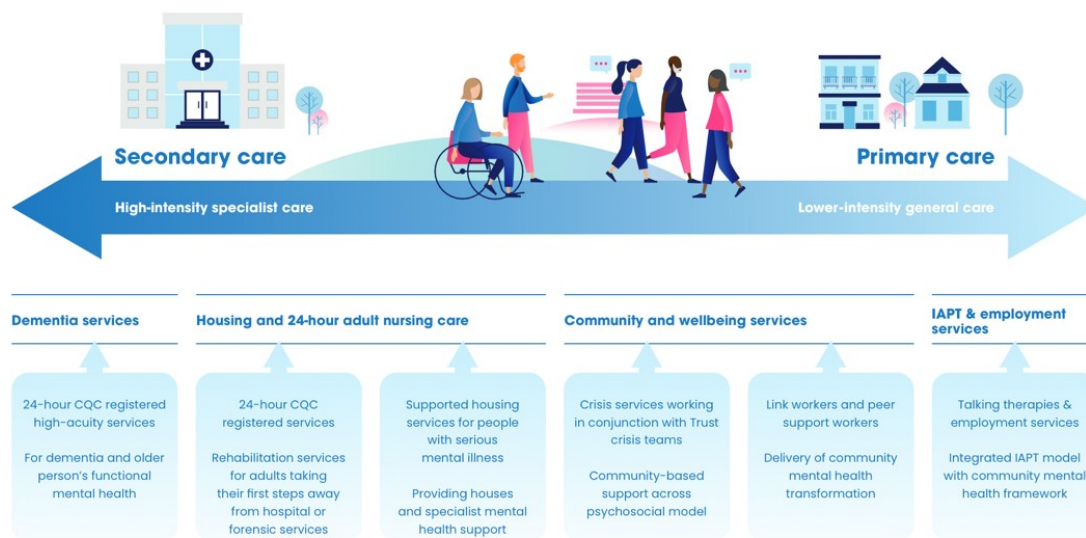 Secondary care
Primary care
High-intensity specialist care
Lower-intensity general care
Dementia services
Housing and 24-hour adult nursing care
Community and wellbeing services
IAPT & employment
services
24-hour CQC registered
high-acuity services
For dementia and older
person's functional
mental health
24-hour CQC
registered services
Rehabilitation services
for adults taking
their first steps away
from hospital or
forensic services
Supported housing
services for people
with serious
mental illness
Providing houses
and specialist mental
health support
Crisis services working
in conjunction with Trust
crisis teams
Community-based
support across
psychosocial model
Link workers and peer
support workers
Delivery of community
mental health
transformation
Talking therapies &
employment services
Integrated IAPT model
with community mental
health framework